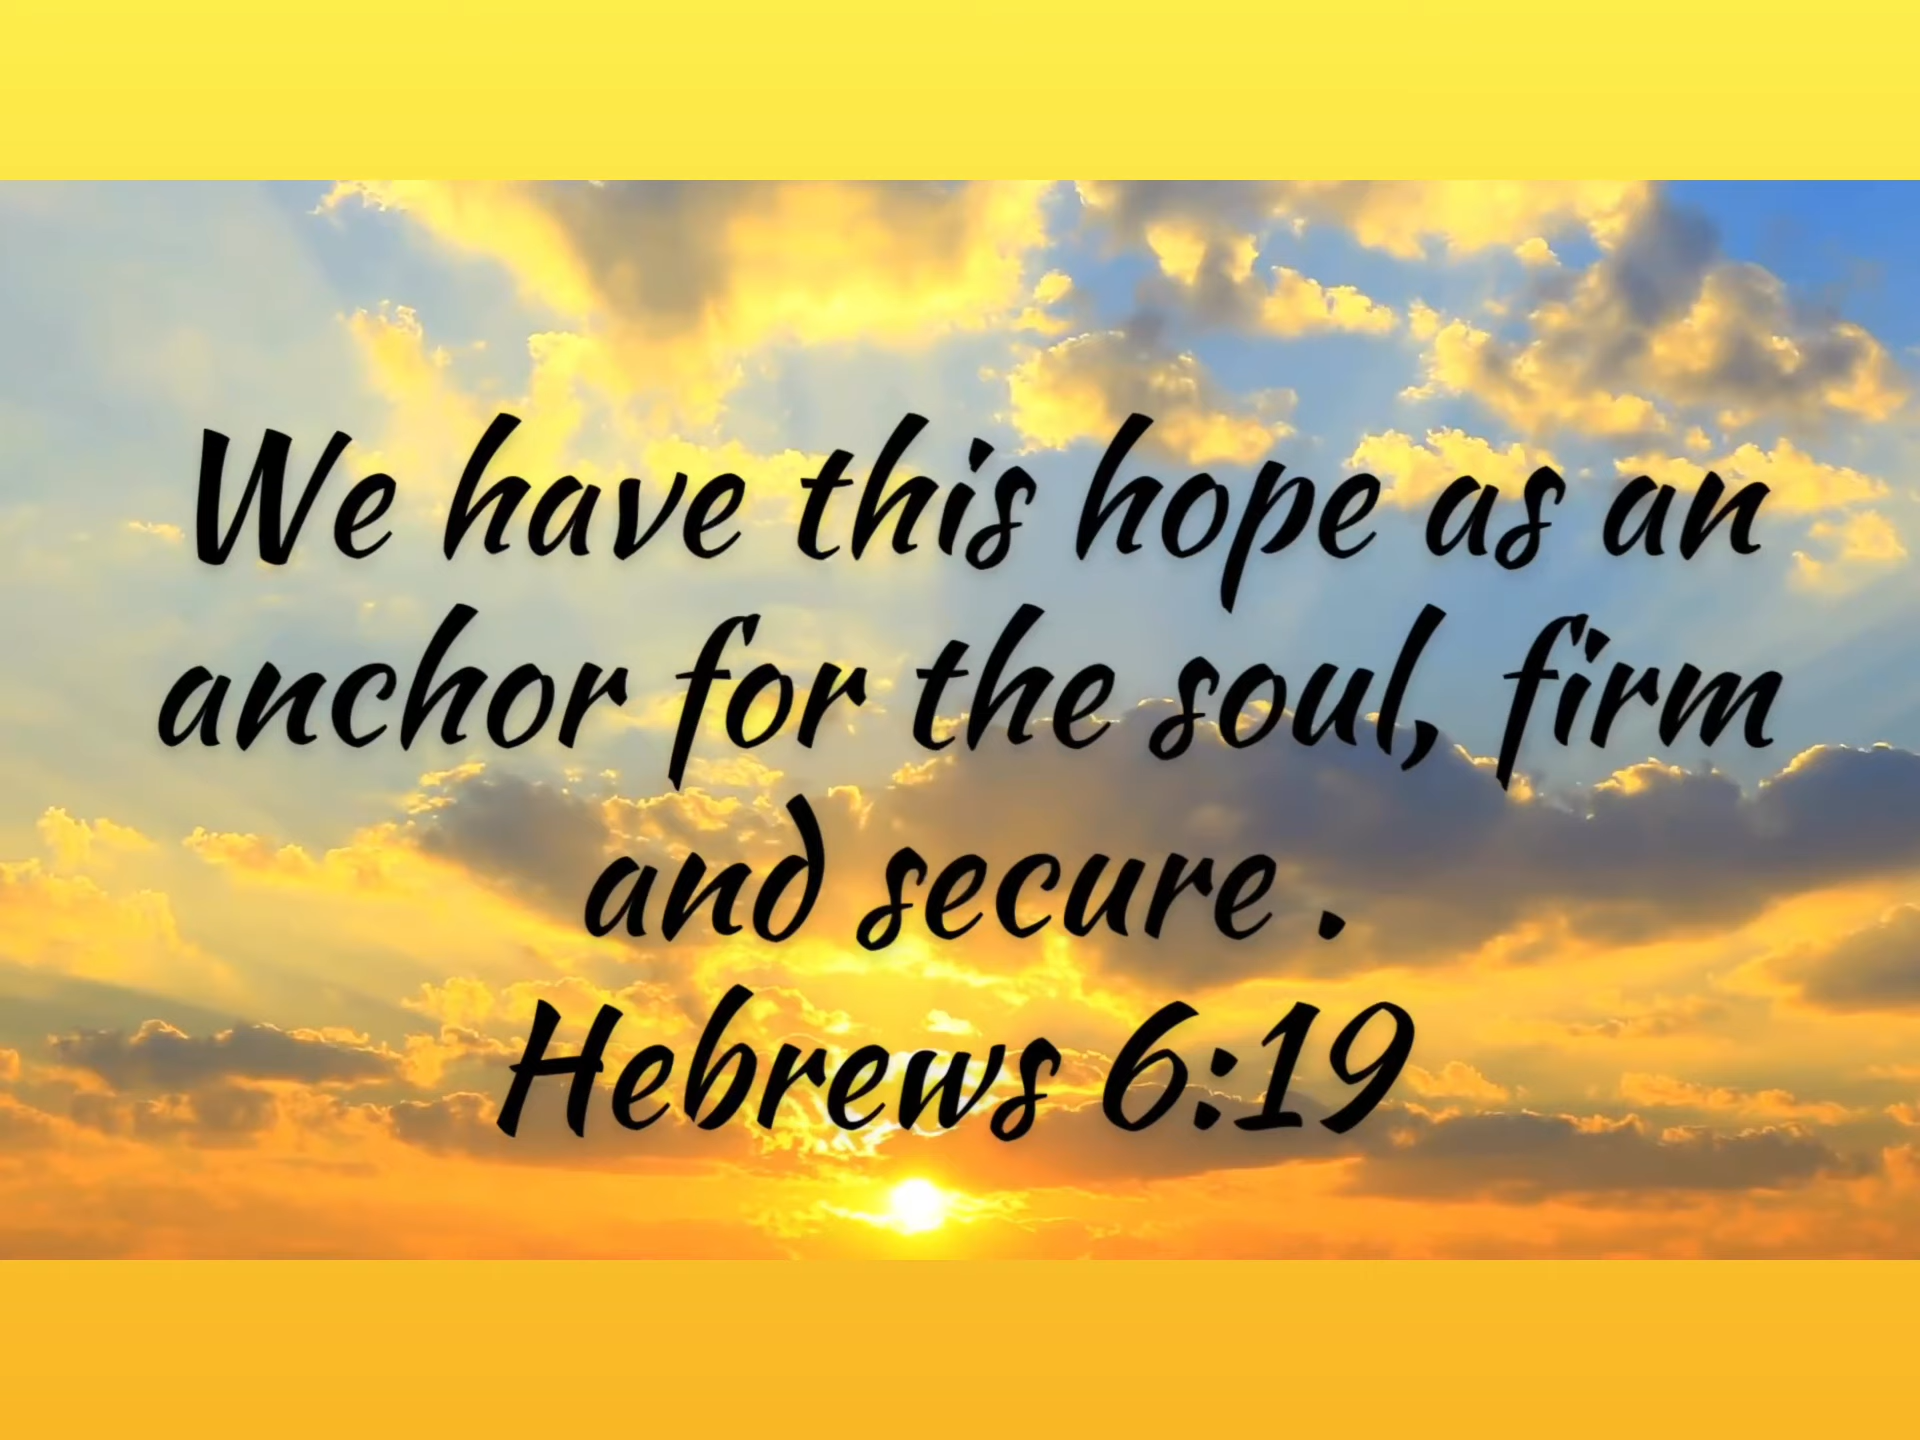 We have this hope as an
anchor for the soul, firm
and secure .
Hebrews 6:19